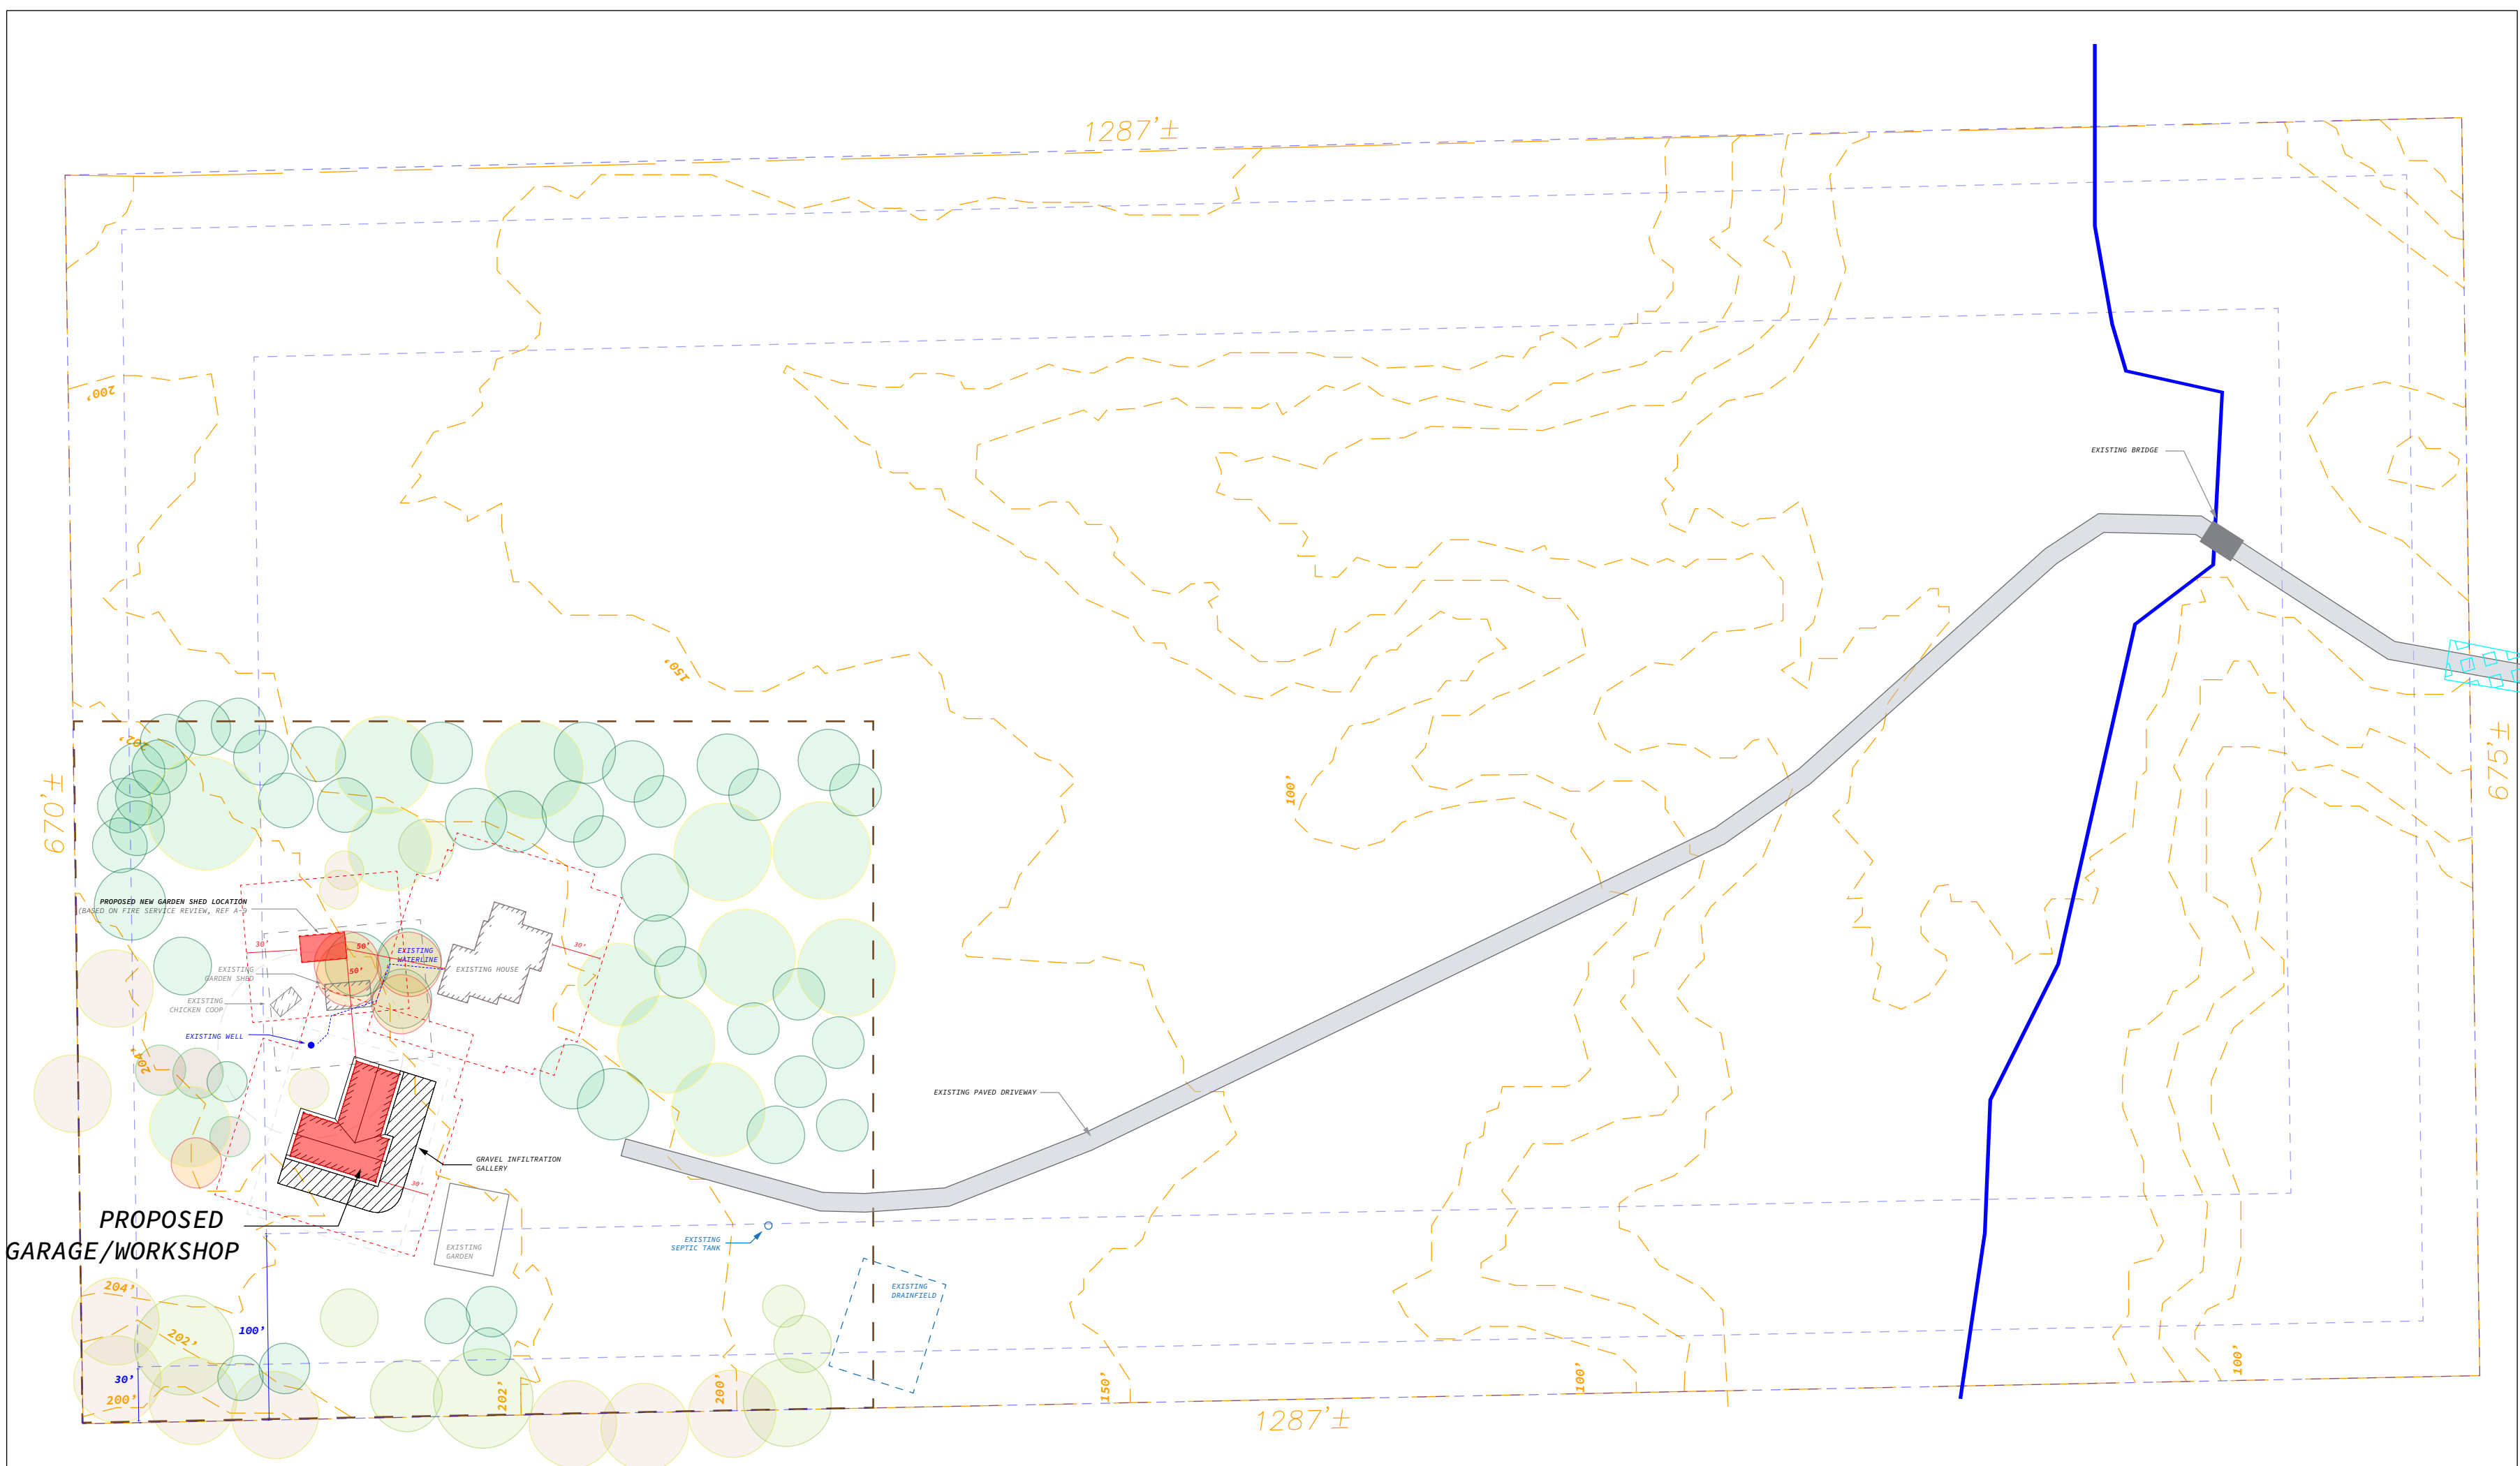 1287'±
EXISTING BRIDGE
200'
150'
202'
670'±
675'±
100'
PROPOSED NEW GARDEN SHED LOCATION
(BASED ON FIRE SERVICE REVIEW, REF A-9
30'
50'
50'
EXISTING
WATERLINE
30'
EXISTING HOUSE
EXISTING
GARDEN SHED
EXISTING
CHICKEN COOP
EXISTING WELL
204'
EXISTING PAVED DRIVEWAY
GRAVEL INFILTRATION
GALLERY
30'
PROPOSED
GARAGE/WORKSHOP
EXISTING
GARDEN
EXISTING
SEPTIC TANK
EXISTING
DRAINFIELD
204'
202'
100'
30'
200'
202'
200'
150'
100'
100'
1287'±